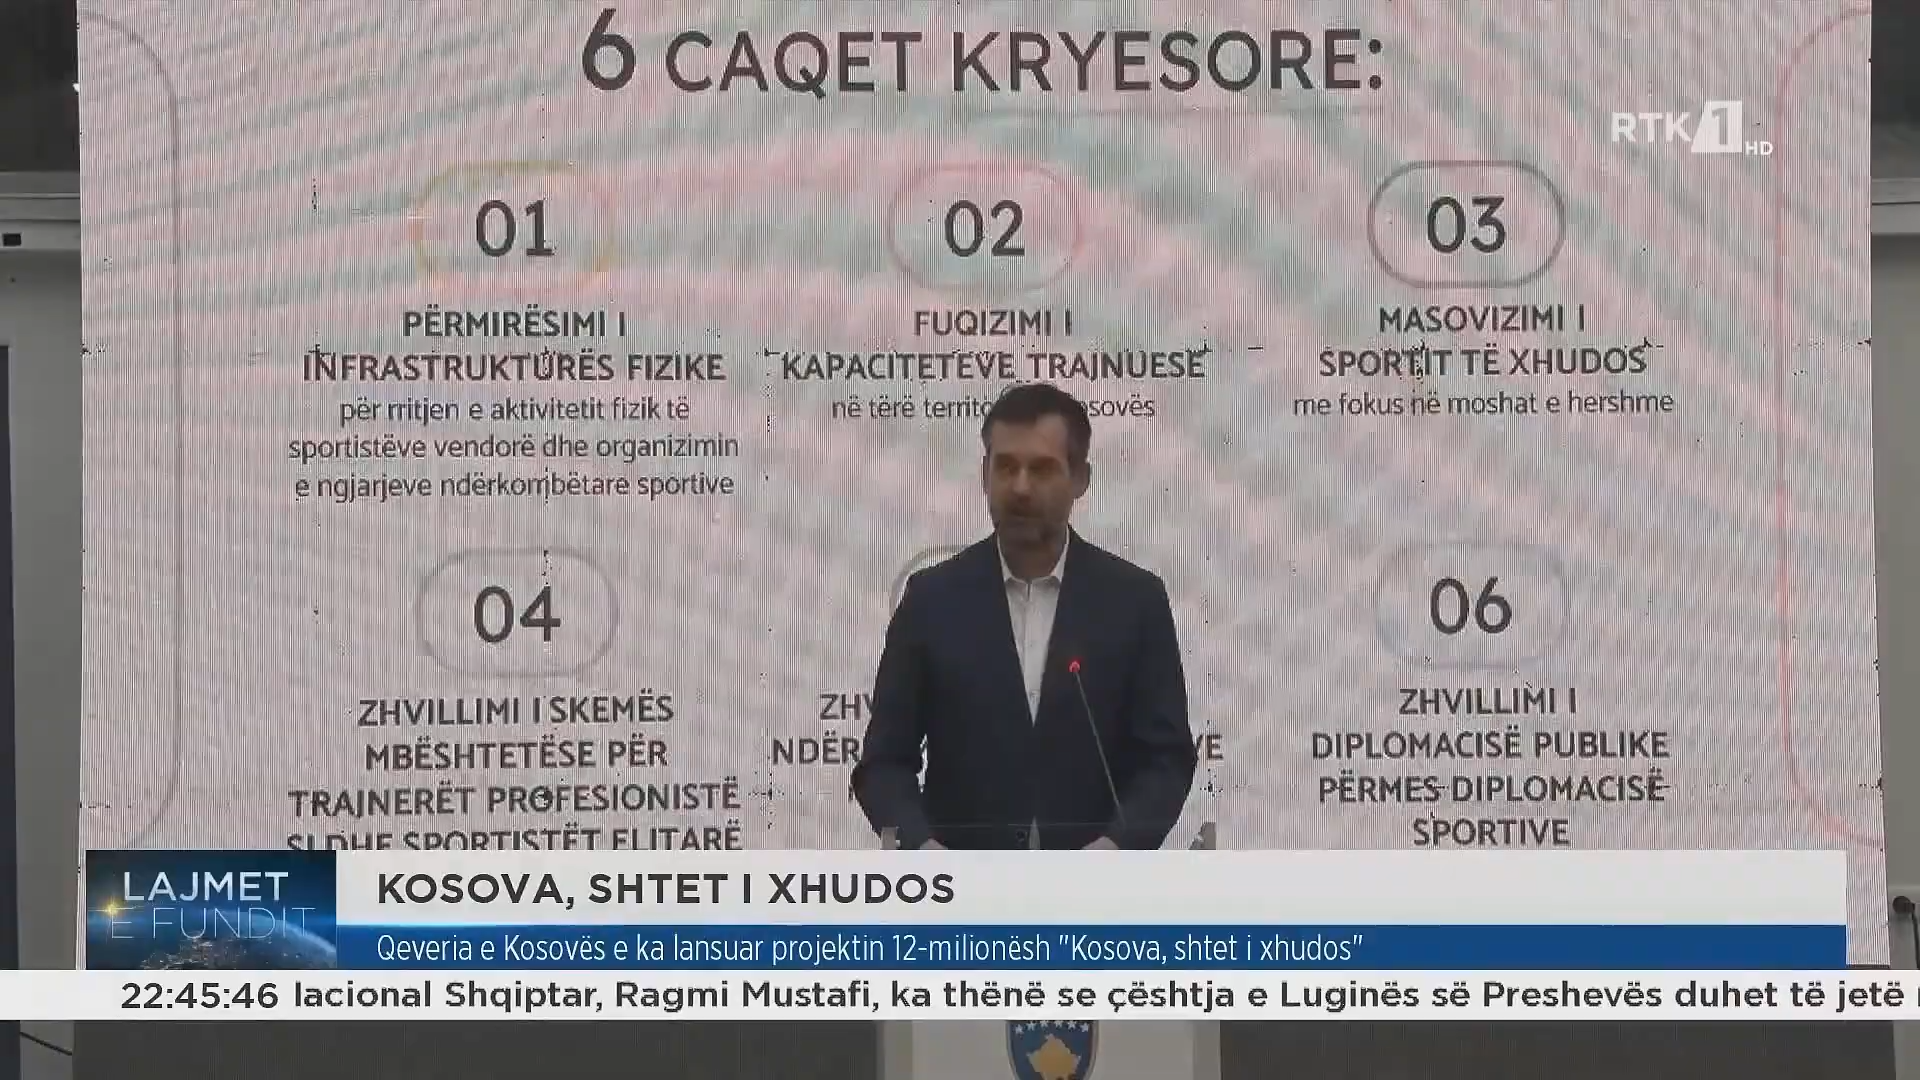 6 CAQET KRYESORE:
RTK 1 HD
01
PËRMIRËSIMI I
INFRASTRUKTURËS FIZIKE
për rritjen e aktivitetit fizik të
sportistëve vendorë dhe organizimin
e ngjarjeve ndërkombëtare sportive
02
FUQIZIMI I
KAPACITETEVE TRAJNUESE
në tërë
03
MASOVIZIMI I
SPORTIT TË XHUDOS
me fokus në moshat e hershme
04
ZHVILLIMI I SKEMËS
MBËSHTETËSE PËR
TRAJNERËT PROFESIONISTË
SI DHE SPORTISTËT ELITARË
06
ZHVILLIMI I
DIPLOMACISË PUBLIKE
PËRMES DIPLOMACISË
SPORTIVE
LAJMET
E FUNDIT
KOSOVA, SHTET I XHUDOS
Qeveria e Kosovës e ka lansuar projektin 12-milionësh "Kosova, shtet i xhudos"
22:45:46 lacional Shqiptar, Ragmi Mustafi, ka thënë se çështja e Luginës së Preshevës duhet të jetë